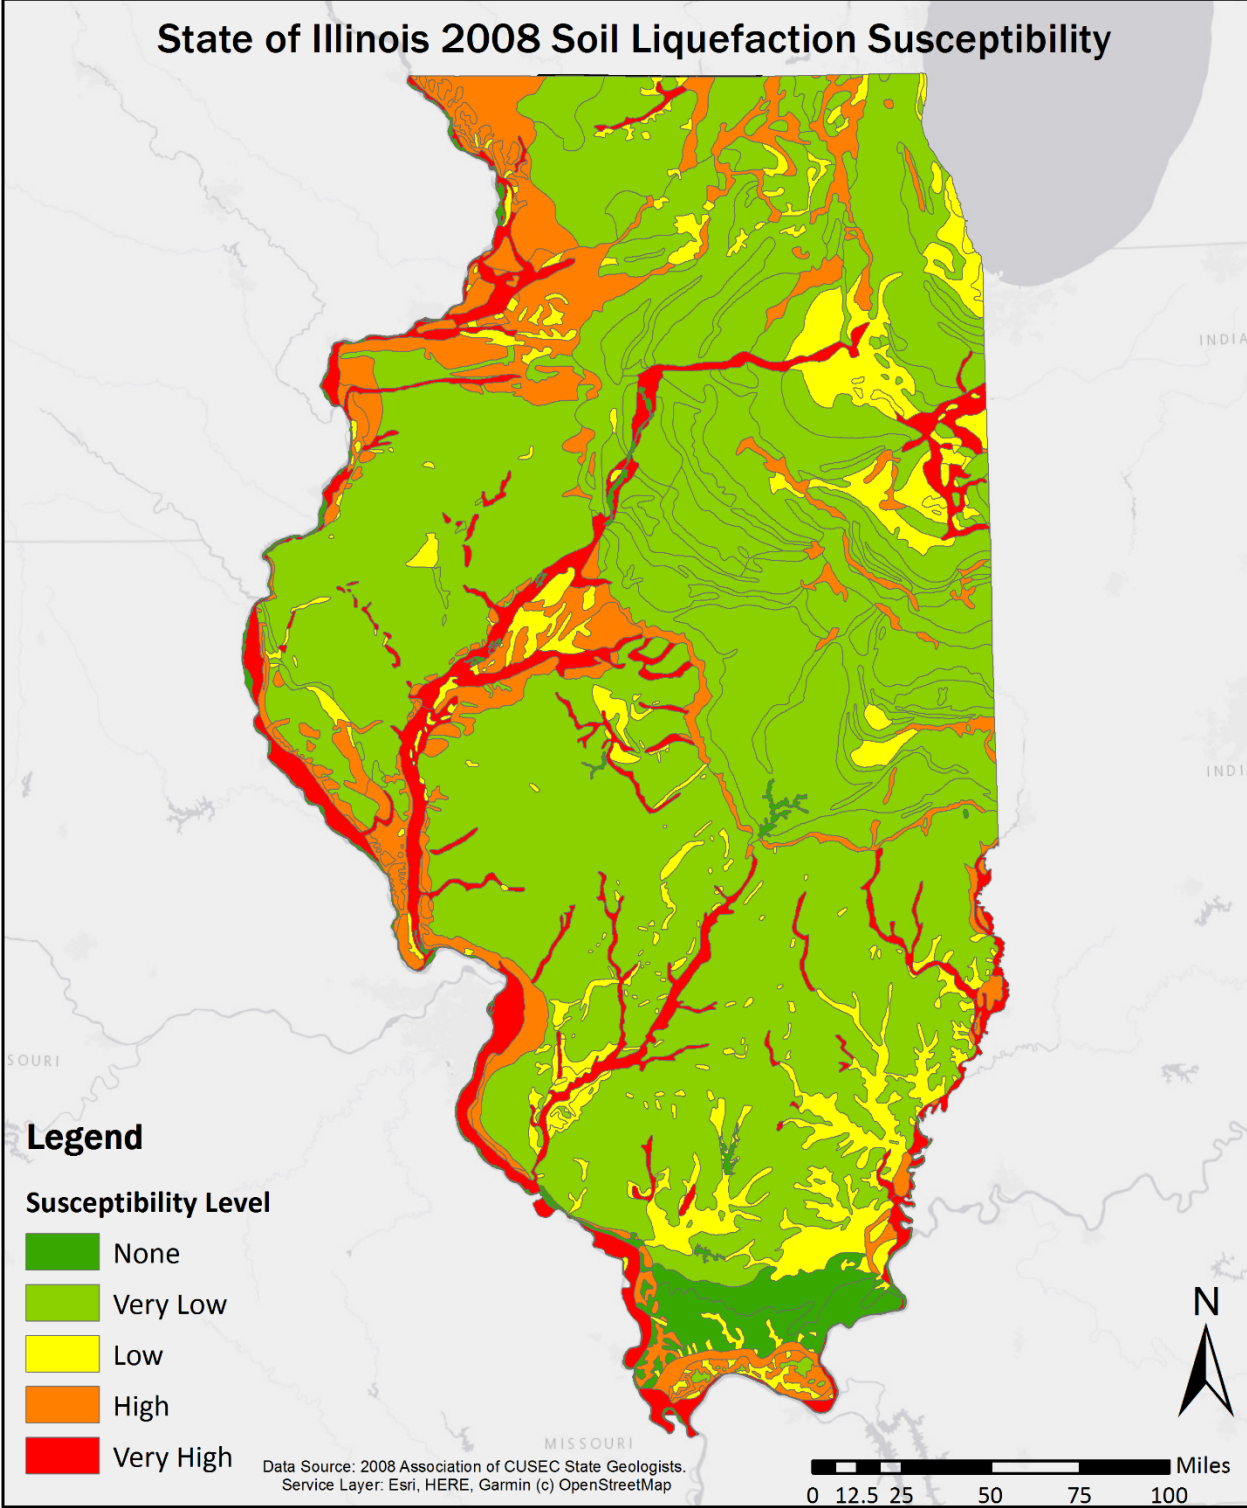 State of Illinois 2008 Soil Liquefaction Susceptibility
INDIA
INDI
SOURI
Legend
Susceptibility Level
None
Very Low
Low
High
Very High
MISSOURI
Data Source: 2008 Association of CUSEC State Geologists.
Service Layer: Esri, HERE, Garmin (c) OpenStreetMap
N
Miles
0 12.5 25 50 75 100